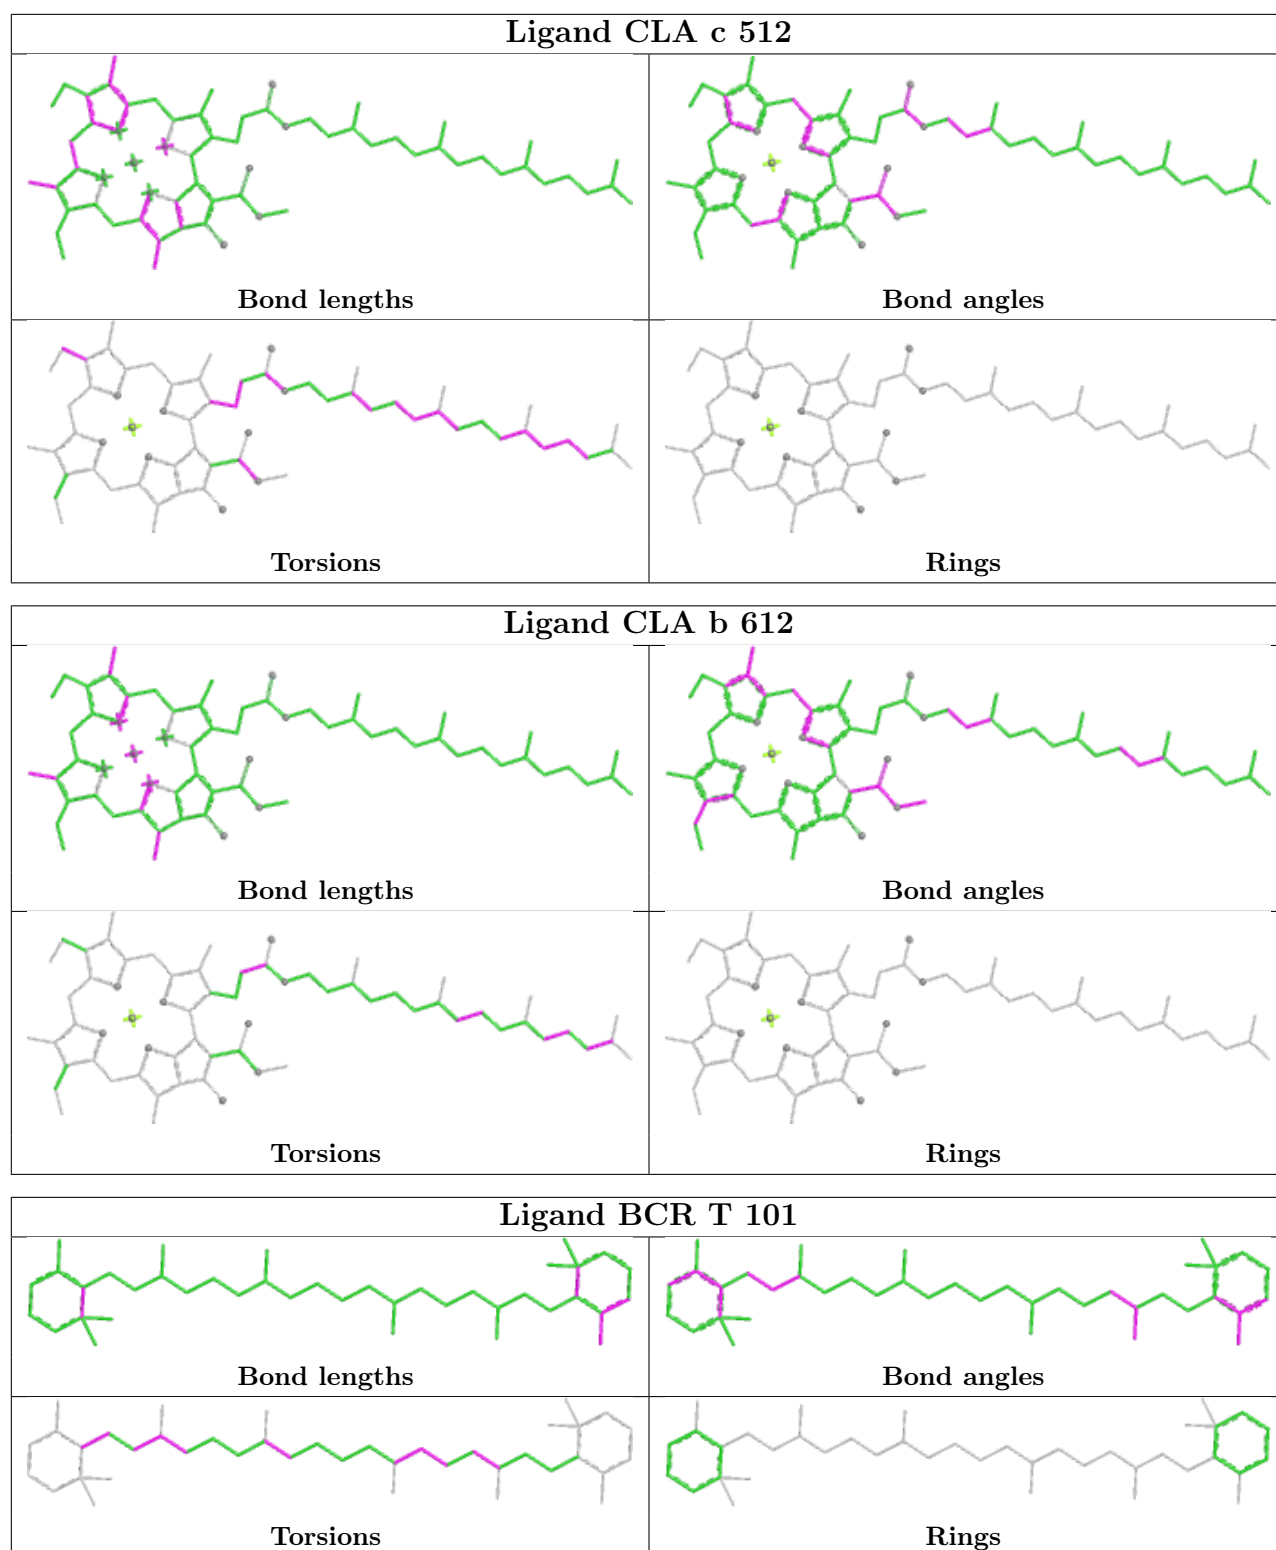 Ligand CLA c 512
Bond lengths
Bond angles
Torsions
Rings
Ligand CLA b 612
Bond lengths
Bond angles
Torsions
Rings
Ligand BCR T 101
Bond lengths
Bond angles
Torsions
Rings